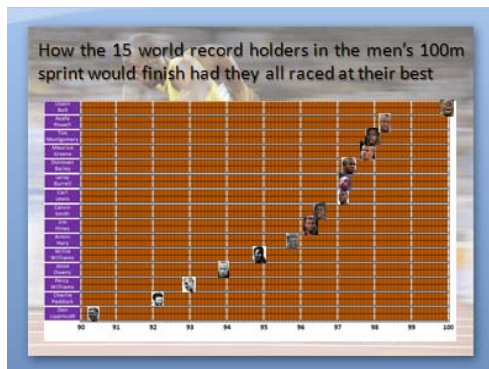 How the 15 world record holders in the men's 100m
sprint would finish had they all raced at their best
Usain
Bolt
Asafa
Powell
Tim
Montgomery
Maurice
Greene
Donovan
Bailey
Leroy
Burrell
Carl
Lewis
Calvin
Smith
Jim
Hines
Armin
Hary
Willie
Williams
Jesse
Owens
Percy
Williams
Charlie
Paddock
Don
Lippincott
90 91 92 93 94 95 96 97 98 99 100